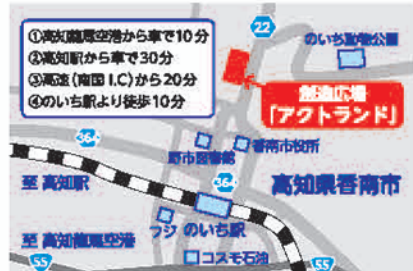 ①高知龍馬空港から車で10分
②高知駅から車で30分
③高速(南国I.C)から20分
④のいち駅より徒歩10分
22
のいち動物公園
創造広場
「アクトランド」
364
野市図書館
香南市役所
364
至 高知駅
高知県香南市
フジ
のいち駅
至 高知龍馬空港
コスモ石油
55
55